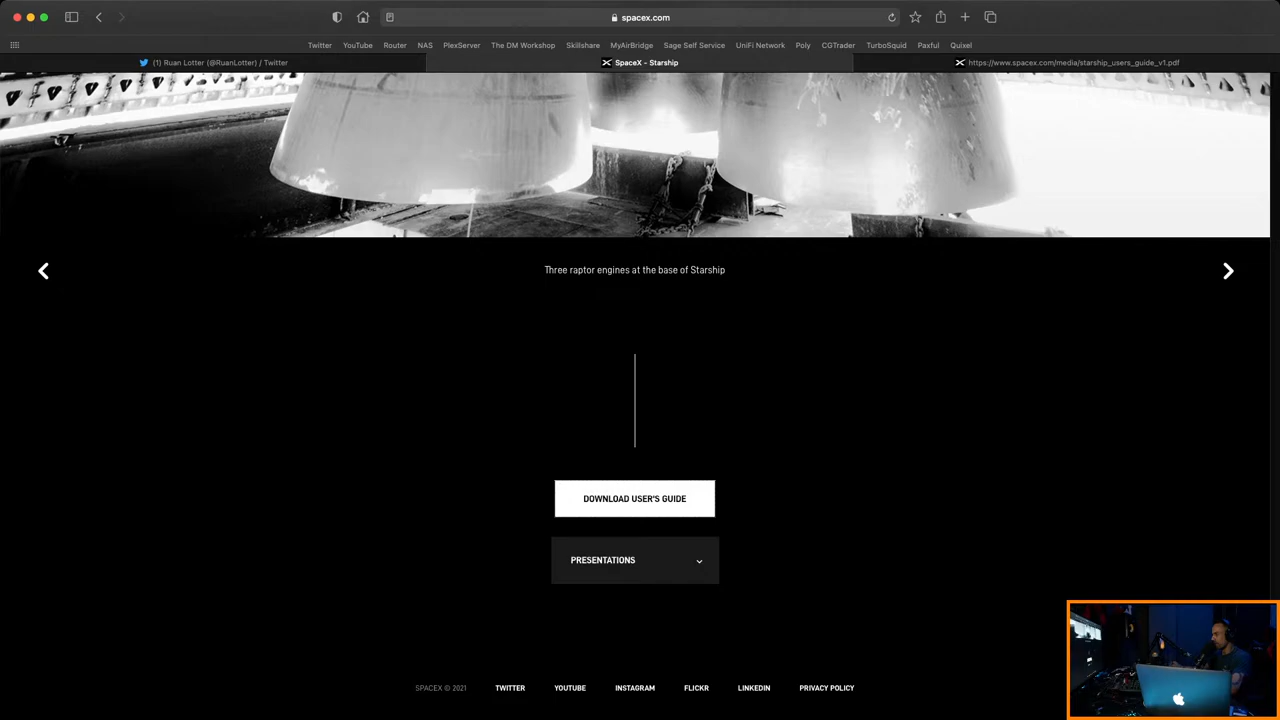 spacex.com
Twitter YouTube Router NAS PlexServer The DM Workshop Skillshare MyAirBridge Sage Self Service UniFi Network Poly CGTrader TurboSquid Paxful Quixel
(1) Ruan Lotter (@RuanLotter) / Twitter SpaceX - Starship https://www.spacex.com/media/starship_users_guide_v1.pdf
Three raptor engines at the base of Starship
DOWNLOAD USER'S GUIDE
PRESENTATIONS
SPACEX © 2021 TWITTER YOUTUBE INSTAGRAM FLICKR LINKEDIN PRIVACY POLICY